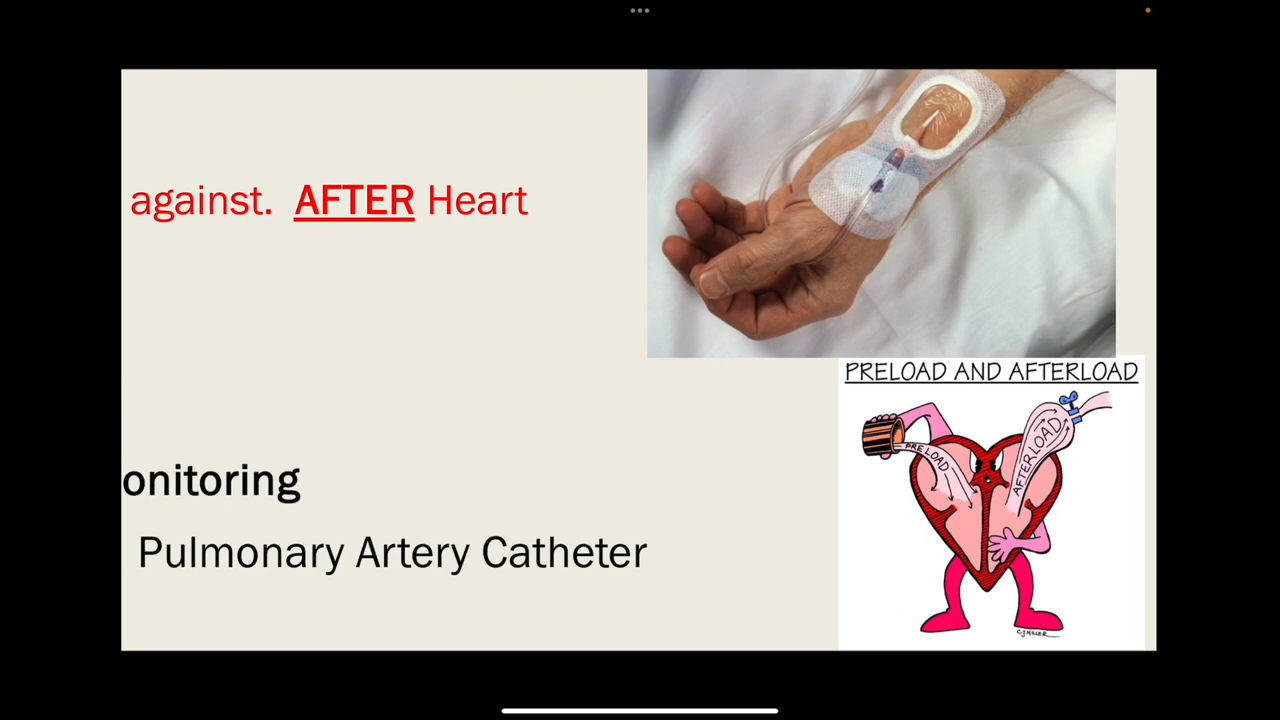 against. AFTER Heart
PRELOAD AND AFTERLOAD
PRELOAD
AFTERLOAD
onitoring
Pulmonary Artery Catheter